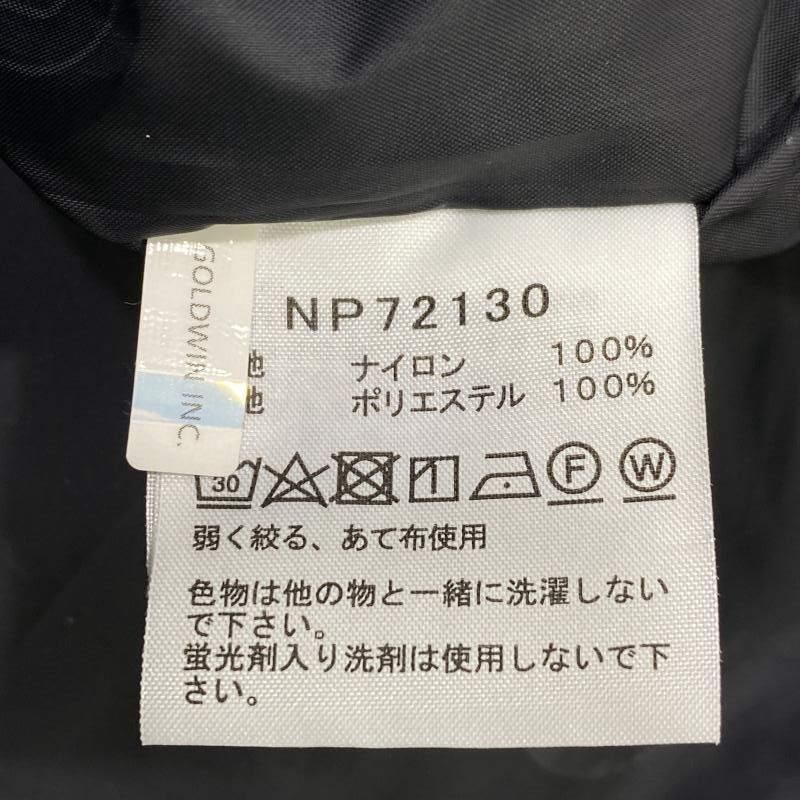 GOLDWIN INC.
NP72130
地 ナイロン 100%
地 ポリエステル 100%
30 1 F W
弱く絞る、あて布使用
色物は他の物と一緒に洗濯しない
で下さい。
蛍光剤入り洗剤は使用しないで下
さい。